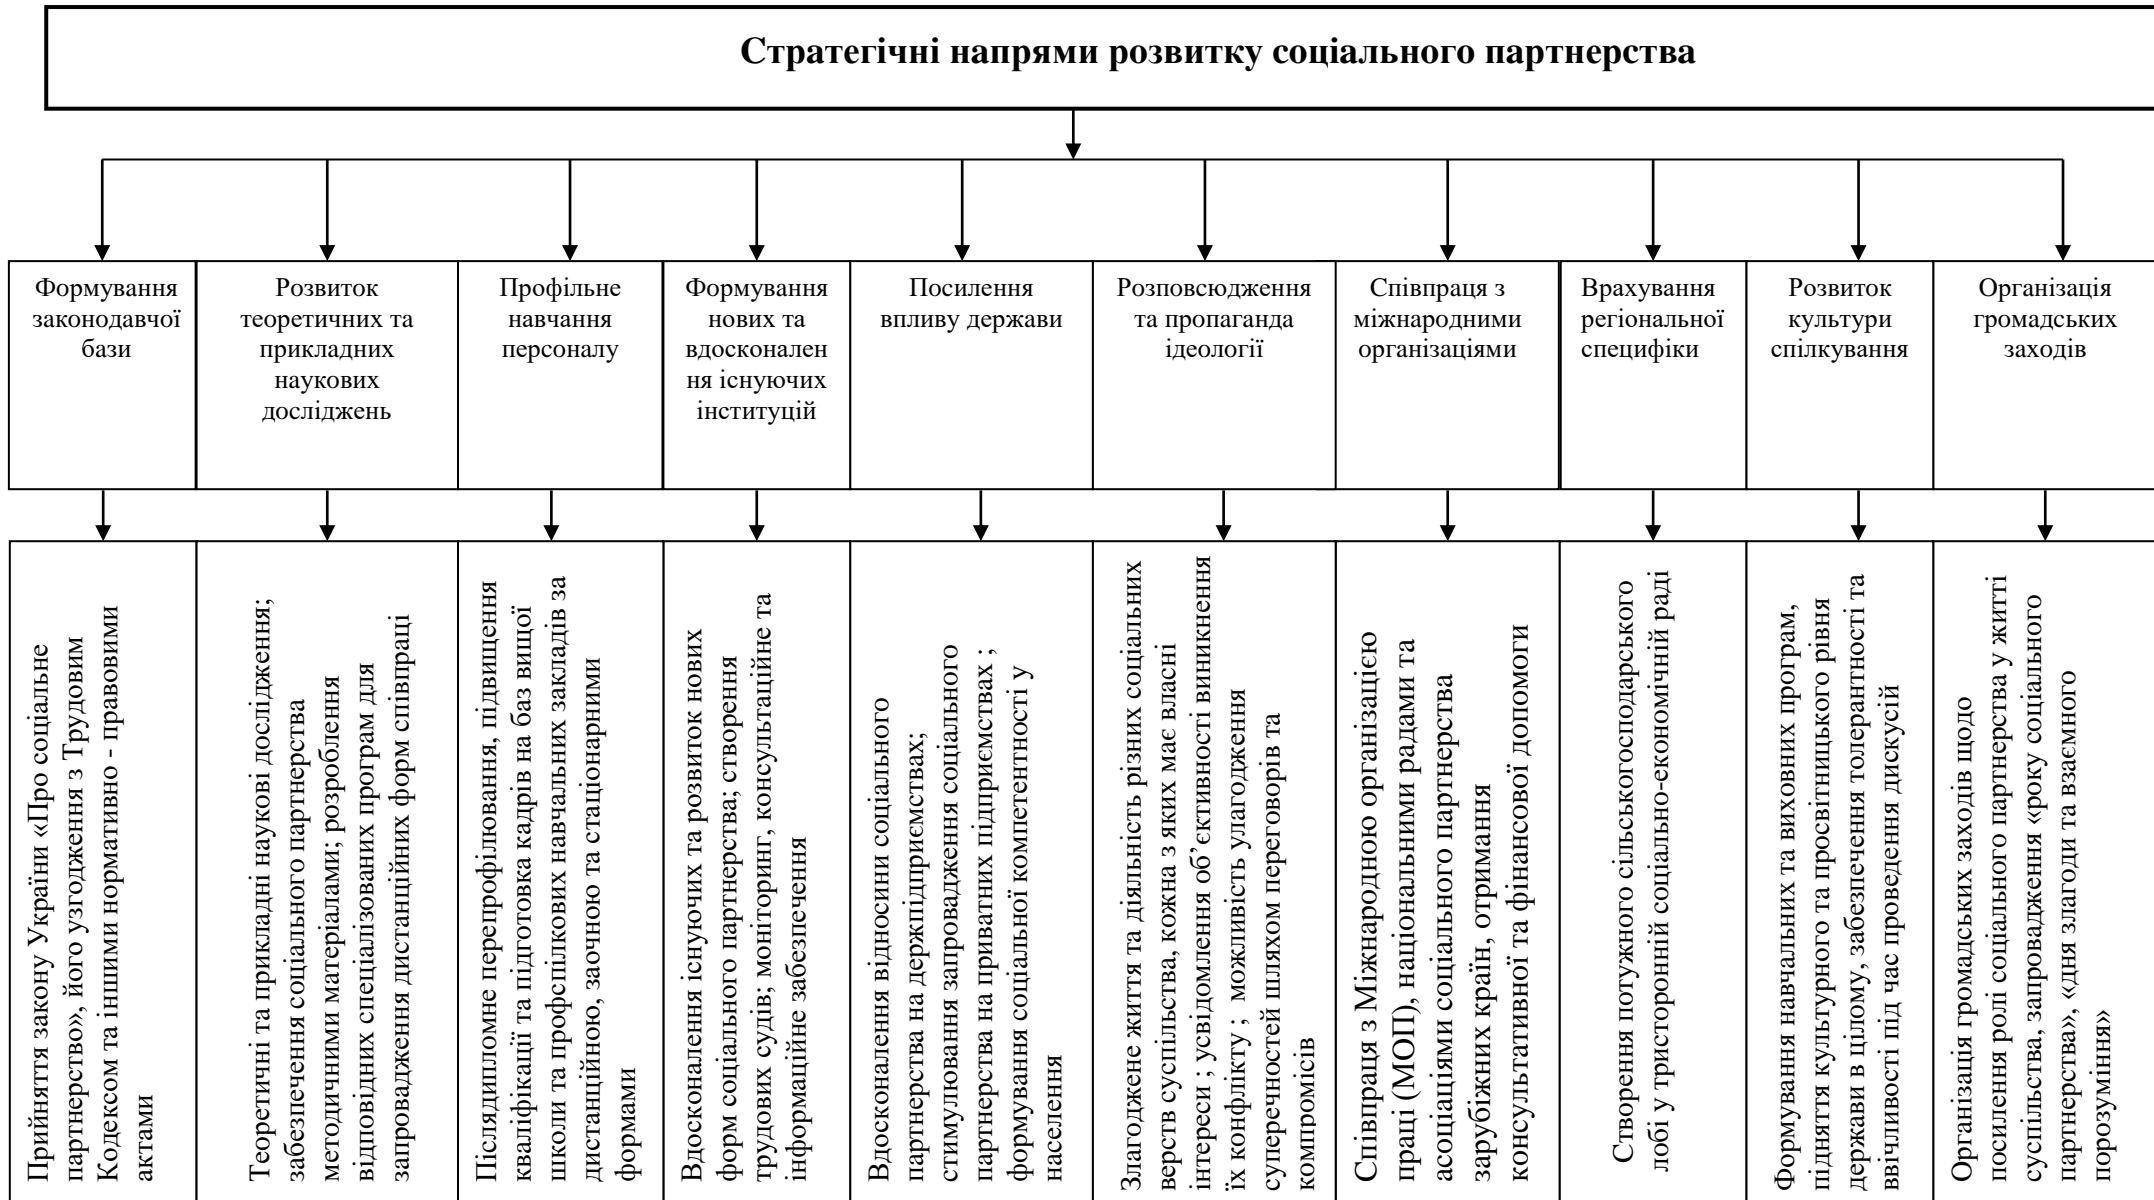 Стратегічні напрями розвитку соціального партнерства
Формування
законодавчої
бази
Розвиток
теоретичних та
прикладних
наукових
досліджень
Профільне
навчання
персоналу
Формування
нових та
вдосконален
ня існуючих
інституцій
Посилення
впливу держави
Розповсюдження
та пропаганда
ідеології
Співпраця з
міжнародними
організаціями
Врахування
регіональної
специфіки
Розвиток
культури
спілкування
Організація
громадських
заходів
Прийняття закону України «Про соціальне
партнерство», його узгодження з Трудовим
Кодексом та іншими нормативно - правовими
актами
Теоретичні та прикладні наукові дослідження;
забезпечення соціального партнерства
методичними матеріалами; розроблення
відповідних спеціалізованих програм для
запровадження дистанційних форм співпраці
Післядипломне перепрофілювання, підвищення
кваліфікації та підготовка кадрів на баз вищої
школи та профспілкових навчальних закладів за
дистанційною, заочною та стаціонарними
формами
Вдосконалення існуючих та розвиток нових
форм соціального партнерства; створення
трудових судів; моніторинг, консультаційне та
інформаційне забезпечення
Вдосконалення відносини соціального
партнерства на держпідприємствах;
стимулювання запровадження соціального
партнерства на приватних підприємствах ;
формування соціальної компетентності у
населення
Злагоджене життя та діяльність різних соціальних
верств суспільства, кожна з яких має власні
інтереси ; усвідомлення об’єктивності виникнення
їх конфлікту ; можливість улагодження
суперечностей шляхом переговорів та
компромісів
Співпраця з Міжнародною організацією
праці (МОП), національними радами та
асоціаціями соціального партнерства
зарубіжних країн, отримання
консультативної та фінансової допомоги
Створення потужного сільськогосподарського
лобі у тристоронній соціально-економічній раді
Формування навчальних та виховних програм,
підняття культурного та просвітницького рівня
держави в цілому, забезпечення толерантності та
ввічливості під час проведення дискусій
Організація громадських заходів щодо
посилення ролі соціального партнерства у житті
суспільства, запровадження «року соціального
партнерства», «дня злагоди та взаємного
порозуміння»